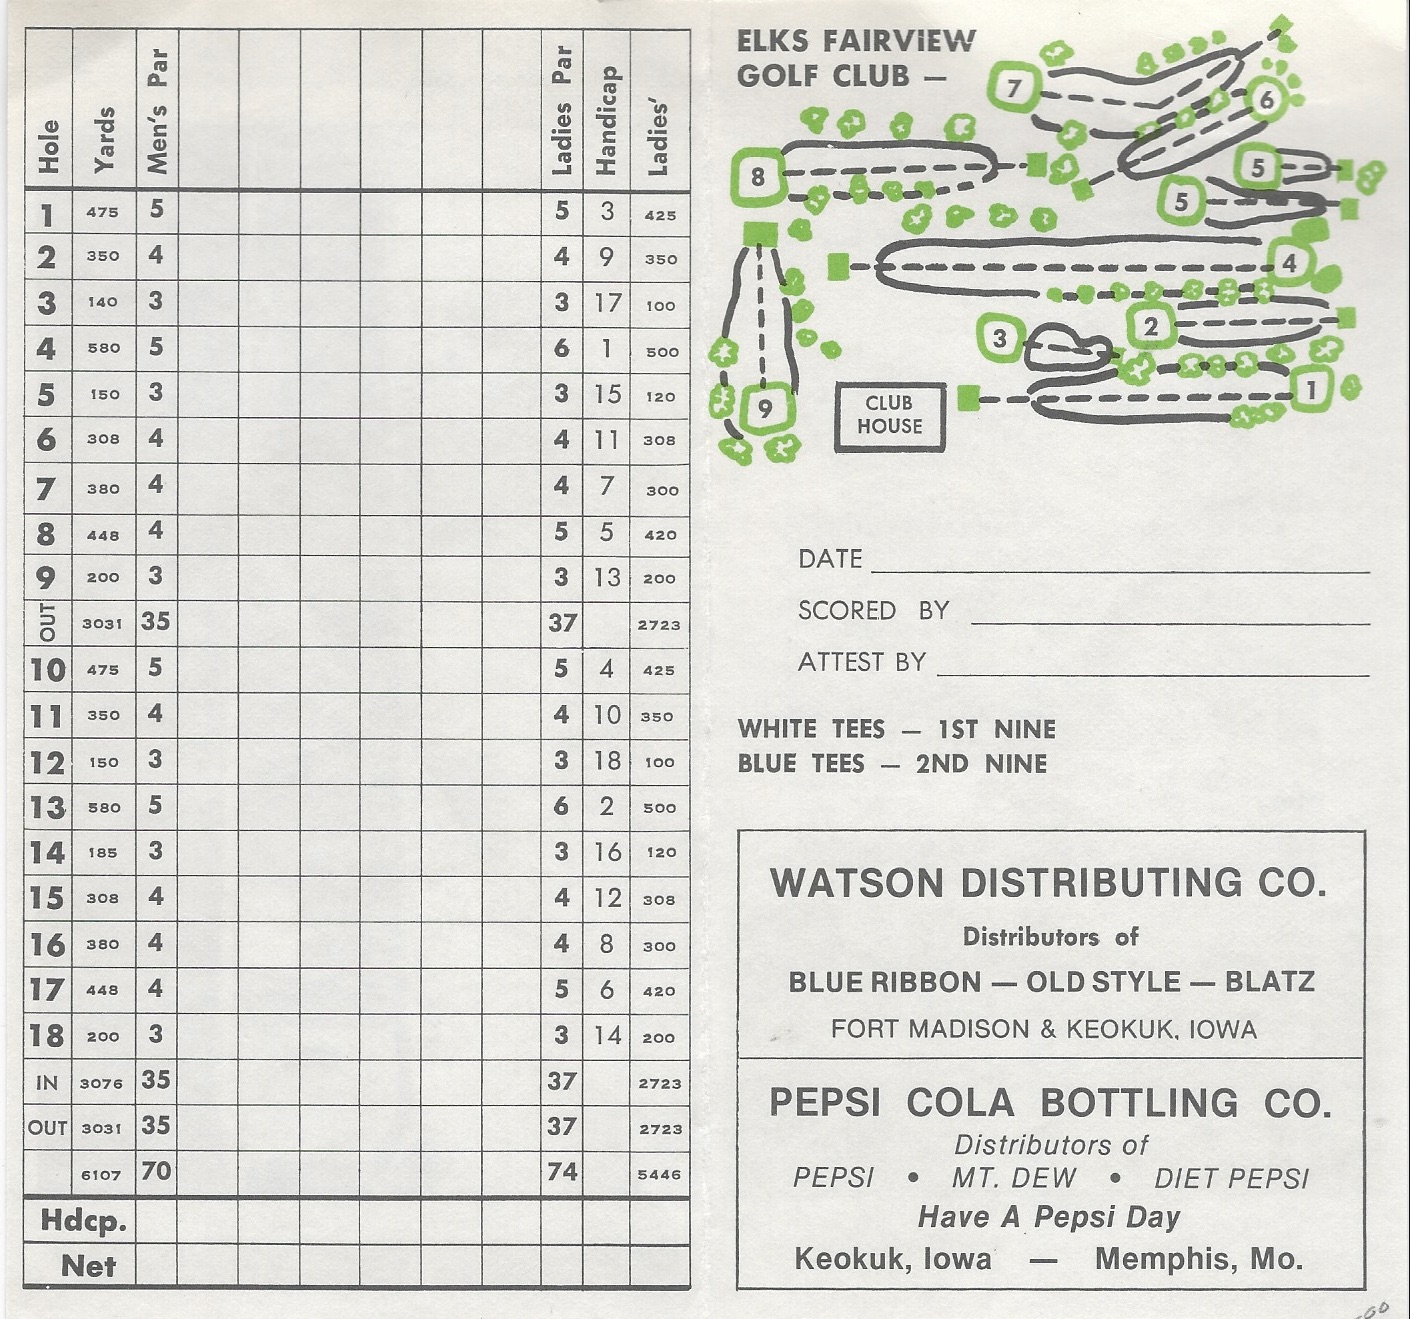 Hole Yards Men's Par Ladies Par Handicap Ladies'
1 475 5 5 3 425
2 350 4 4 9 350
3 140 3 3 17 100
4 580 5 6 1 500
5 150 3 3 15 120
6 308 4 4 11 308
7 380 4 4 7 300
8 448 4 5 5 420
9 200 3 3 13 200
OUT 3031 35 37 2723
10 475 5 5 4 425
11 350 4 4 10 350
12 150 3 3 18 100
13 580 5 6 2 500
14 185 3 3 16 120
15 308 4 4 12 308
16 380 4 4 8 300
17 448 4 5 6 420
18 200 3 3 14 200
IN 3076 35 37 2723
OUT 3031 35 37 2723
6107 70 74 5446
Hdcp.
Net
ELKS FAIRVIEW
GOLF CLUB —
7
6
8
5
5
4
2
3
1
9
CLUB
HOUSE
DATE
SCORED BY
ATTEST BY
WHITE TEES — 1ST NINE
BLUE TEES — 2ND NINE
WATSON DISTRIBUTING CO.
Distributors of
BLUE RIBBON — OLD STYLE — BLATZ
FORT MADISON & KEOKUK, IOWA
PEPSI COLA BOTTLING CO.
Distributors of
PEPSI • MT. DEW • DIET PEPSI
Have A Pepsi Day
Keokuk, Iowa — Memphis, Mo.